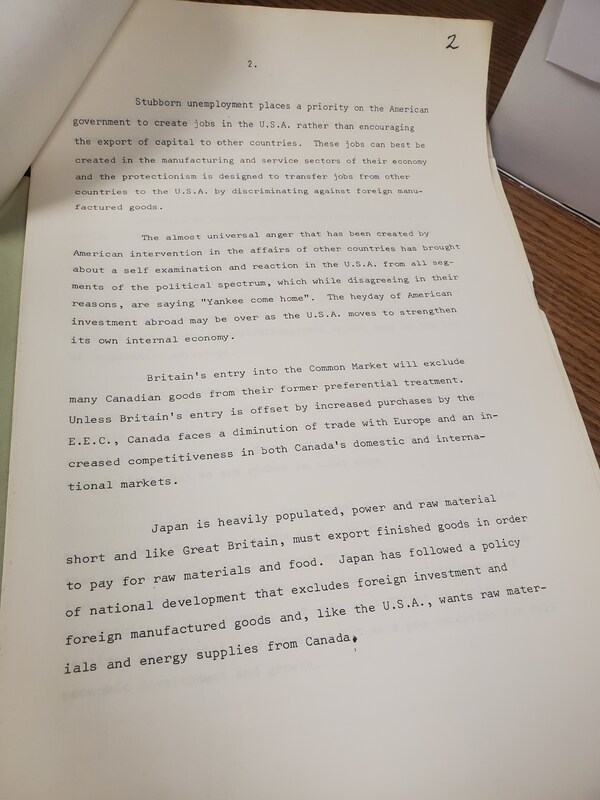 2
2.
Stubborn unemployment places a priority on the American
government to create jobs in the U.S.A. rather than encouraging
the export of capital to other countries. These jobs can best be
created in the manufacturing and service sectors of their economy
and the protectionism is designed to transfer jobs from other
countries to the U.S.A. by discriminating against foreign manu-
factured goods.
The almost universal anger that has been created by
American intervention in the affairs of other countries has brought
about a self examination and reaction in the U.S.A. from all seg-
ments of the political spectrum, which while disagreeing in their
reasons, are saying "Yankee come home". The heyday of American
investment abroad may be over as the U.S.A. moves to strengthen
its own internal economy.
Britain's entry into the Common Market will exclude
many Canadian goods from their former preferential treatment.
Unless Britain's entry is offset by increased purchases by the
E.E.C., Canada faces a diminution of trade with Europe and an in-
creased competitiveness in both Canada's domestic and interna-
tional markets.
Japan is heavily populated, power and raw material
short and like Great Britain, must export finished goods in order
to pay for raw materials and food. Japan has followed a policy
of national development that excludes foreign investment and
foreign manufactured goods and, like the U.S.A., wants raw mater-
ials and energy supplies from Canada.